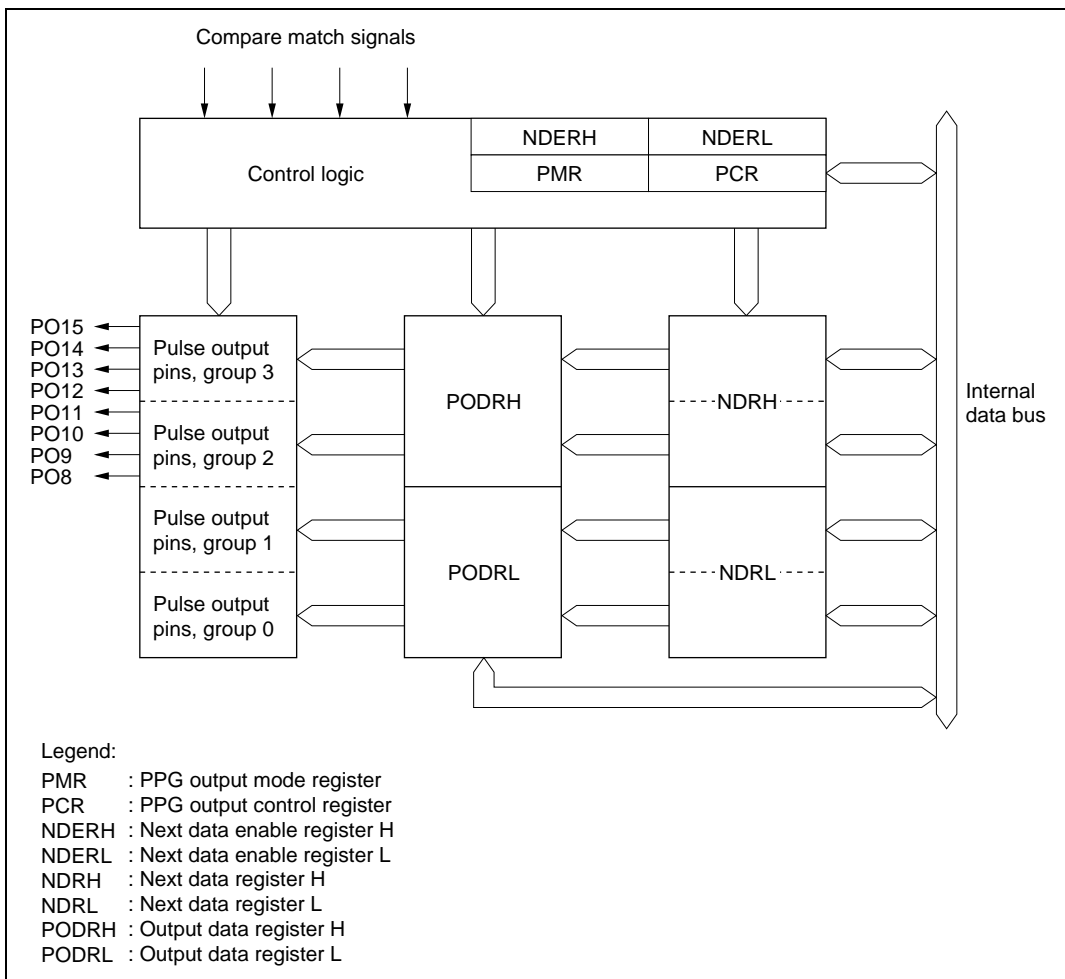 Compare match signals
NDERH NDERL
Control logic PMR PCR
PO15
PO14
PO13
PO12
PO11
PO10
PO9
PO8
Pulse output
pins, group 3
Pulse output
pins, group 2
Pulse output
pins, group 1
Pulse output
pins, group 0
PODRH
PODRL
NDRH
NDRL
Internal
data bus
Legend:
PMR : PPG output mode register
PCR : PPG output control register
NDERH : Next data enable register H
NDERL : Next data enable register L
NDRH : Next data register H
NDRL : Next data register L
PODRH : Output data register H
PODRL : Output data register L